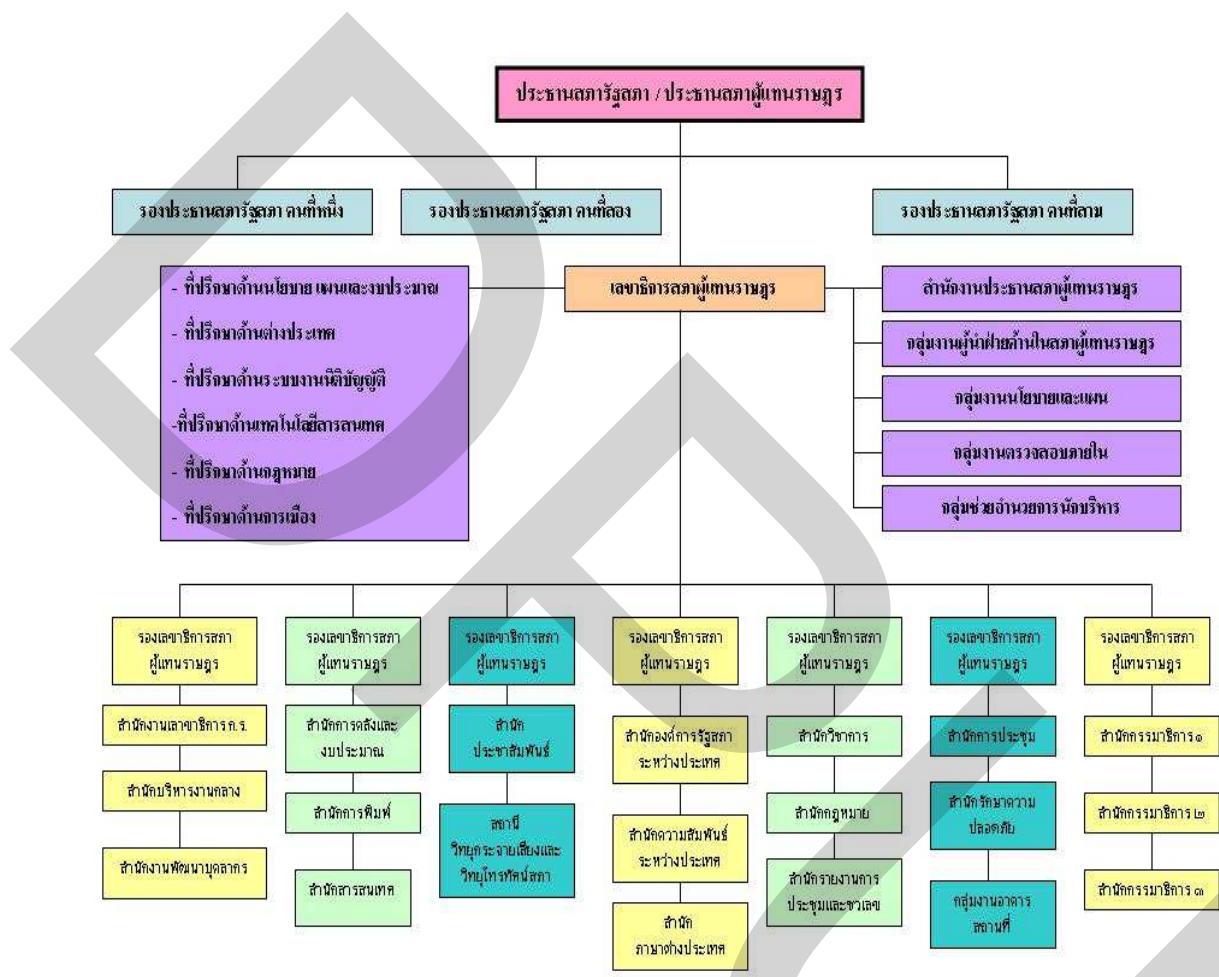 ประธานสภารัฐสภา / ประธานสภาผู้แทนราษฎร
รองประธานสภารัฐสภา คนที่หนึ่ง
รองประธานสภารัฐสภา คนที่สอง
รองประธานสภารัฐสภา คนที่สาม
- ที่ปรึกษาด้านนโยบาย แผนและงบประมาณ
- ที่ปรึกษาด้านต่างประเทศ
- ที่ปรึกษาด้านระบบงานนิติบัญญัติ
-ที่ปรึกษาด้านเทคโนโลยีสารสนเทศ
- ที่ปรึกษาด้านกฎหมาย
- ที่ปรึกษาด้านการเมือง
เลขาธิการสภาผู้แทนราษฎร
สำนักงานประธานสภาผู้แทนราษฎร
กลุ่มงานผู้นำฝ่ายค้านในสภาผู้แทนราษฎร
กลุ่มงานนโยบายและแผน
กลุ่มงานตรวจสอบภายใน
กลุ่มช่วยอำนวยการนักบริหาร
รองเลขาธิการสภา
ผู้แทนราษฎร
สำนักงานเลาขาธิการ ก.ร.
สำนักบริหารงานกลาง
สำนักงานพัฒนาบุคลากร
รองเลขาธิการสภา
ผู้แทนราษฎร
สำนักการคลังและ
งบประมาณ
สำนักการพิมพ์
สำนักสารสนเทศ
รองเลขาธิการสภา
ผู้แทนราษฎร
สำนัก
ประชาสัมพันธ์
สถานี
วิทยุกระจายเสียงและ
วิทยุโทรทัศน์สภา
รองเลขาธิการสภา
ผู้แทนราษฎร
สำนักองค์การรัฐสภา
ระหว่างประเทศ
สำนักความสัมพันธ์
ระหว่างประเทศ
สำนัก
ภาษาต่างประเทศ
รองเลขาธิการสภา
ผู้แทนราษฎร
สำนักวิชาการ
สำนักกฎหมาย
สำนักรายงานการ
ประชุมและชวเลข
รองเลขาธิการสภา
ผู้แทนราษฎร
สำนักการประชุม
สำนักรักษาความ
ปลอดภัย
กลุ่มงานอาคาร
สถานที่
รองเลขาธิการสภา
ผู้แทนราษฎร
สำนักกรรมาธิการ ๑
สำนักกรรมาธิการ ๒
สำนักกรรมาธิการ ๓